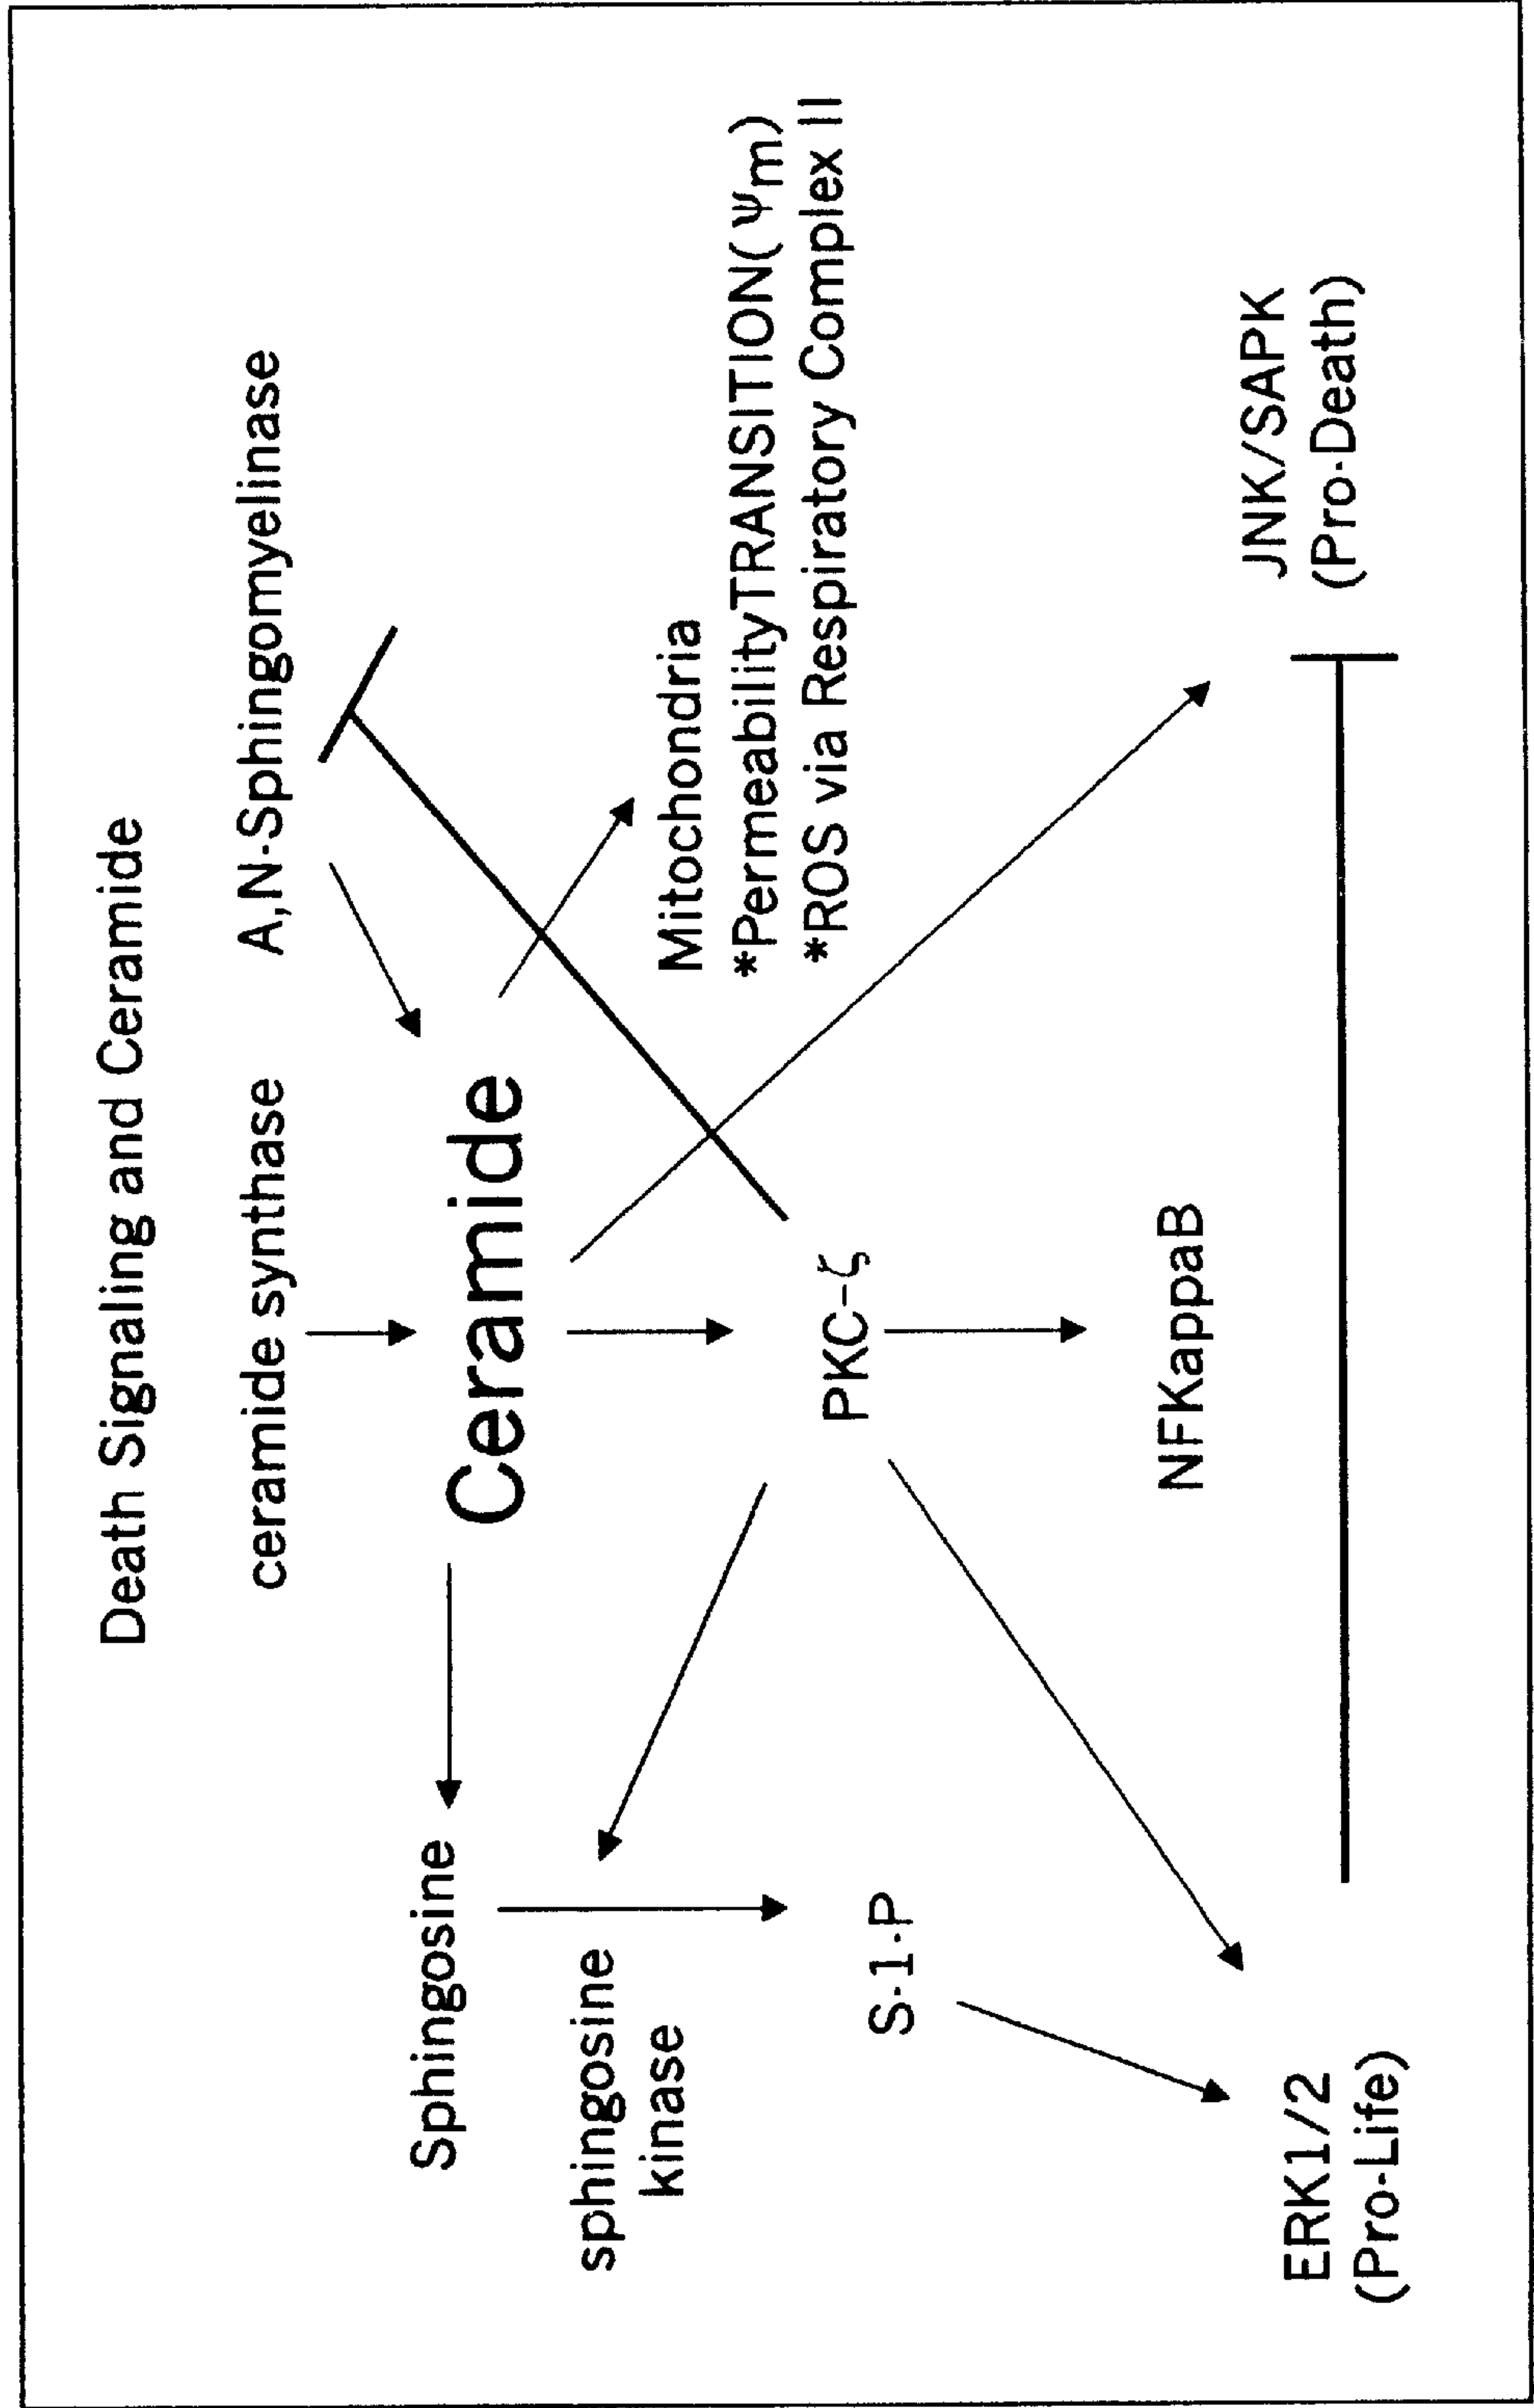 Death Signaling and Ceramide
ceramide synthase
A,N-Sphingomyelinase
Sphingosine
Ceramide
sphingosine
kinase
Mitochondria
*PermeabilityTRANSITION(Ψm)
*ROS via Respiratory Complex II
S-1-P
PKC-ζ
NFKappaB
ERK1/2
(Pro-Life)
JNK/SAPK
(Pro-Death)